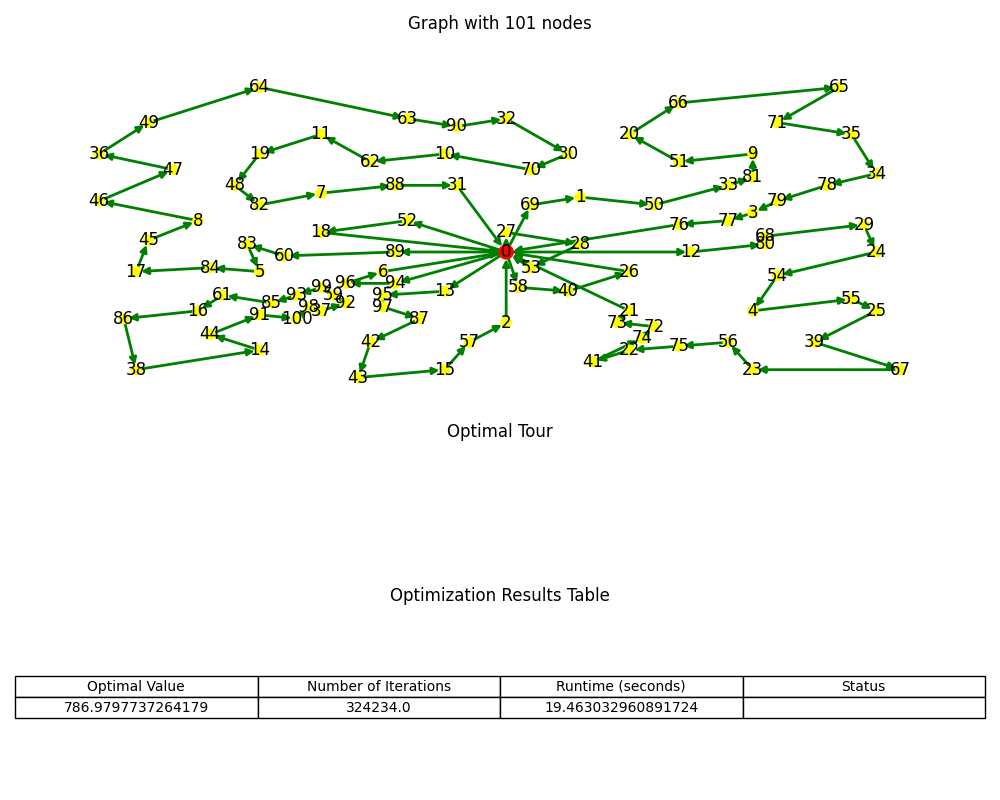 Graph with 101 nodes
64 65
66
49 63 90 32 71
11 20 35
36 19 10 30 62 51 9
47 70 34
48 7 88 31 81 33 78
46 82 69 1 50 79
8 52 3
45 83 18 27 28 76 77 68 29
60 89 0 12 80 24
17 84 5 6 53 26 54
99 96 94 58
61 93 59 95 13 40 55
86 16 85 98 92 97 4 25
91 100 37 87 2 21
44 73 72
14 42 57 74 56 39
22 75
38 43 15 41 23 67
Optimal Tour
Optimization Results Table
Optimal Value Number of Iterations Runtime (seconds) Status
786.9797737264179 324234.0 19.463032960891724